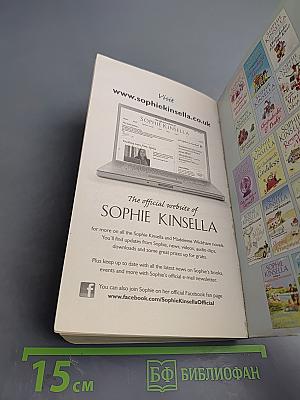 Visit
www.sophiekinsella.co.uk
SOPHIE KINSELLA
The official website of
SOPHIE KINSELLA
for more on all the Sophie Kinsella and Madeleine Wickham novels.
You'll find updates from Sophie, news, videos, audio clips,
downloads and some great prizes up for grabs.
Plus keep up to date with all the latest news on Sophie's books,
events and more with Sophie's official e-mail newsletter.
f
You can also join Sophie on her official Facebook fan page
www.facebook.com/SophieKinsellaOfficial
15 см
БФ БИБЛИОФАН